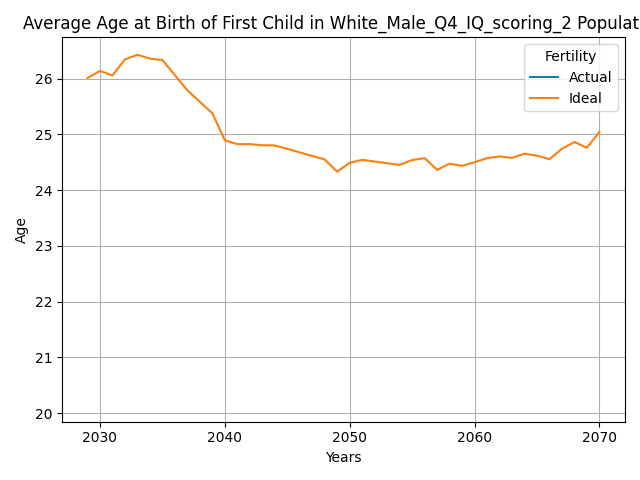 Average Age at Birth of First Child in White_Male_Q4_IQ_scoring_2 Populat
Fertility
Actual
Ideal
26
25
24
23
22
21
20
Age
2030 2040 2050 2060 2070
Years